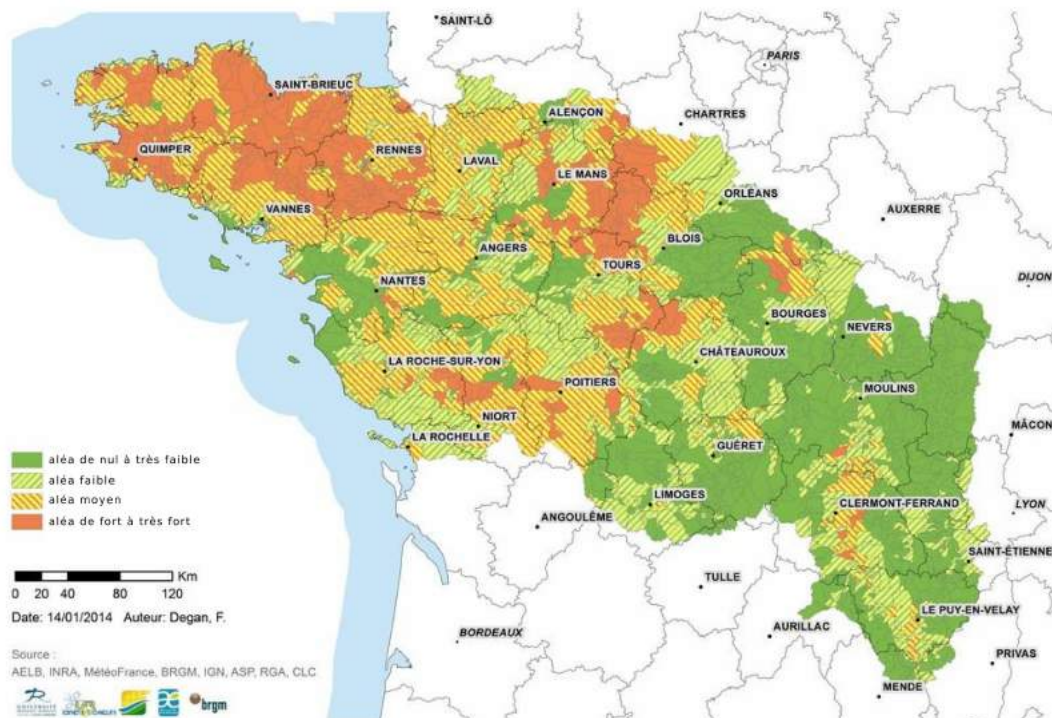 SAINT-LÔ
PARIS
SAINT-BRIEUC
ALENÇON
CHARTRES
QUIMPER
RENNES
LAVAL
LE MANS
ORLÉANS
VANNES
AUXERRE
ANGERS
BLOIS
TOURS
DIJON
NANTES
BOURGES
NEVERS
CHÂTEAUROUX
LA ROCHE-SUR-YON
POITIERS
MOULINS
NIORT
MÂCON
LA ROCHELLE
GUÉRET
aléa de nul à très faible
aléa faible
aléa moyen
aléa de fort à très fort
LIMOGES
CLERMONT-FERRAND
LYON
ANGOULÊME
SAINT-ÉTIENNE
TULLE
Km
0 20 40 80 120
LE PUY-EN-VELAY
Date: 14/01/2014 Auteur: Degan, F.
BORDEAUX
AURILLAC
PRIVAS
Source :
AELB, INRA, MétéoFrance, BRGM, IGN, ASP, RGA, CLC
MENDE
brgm